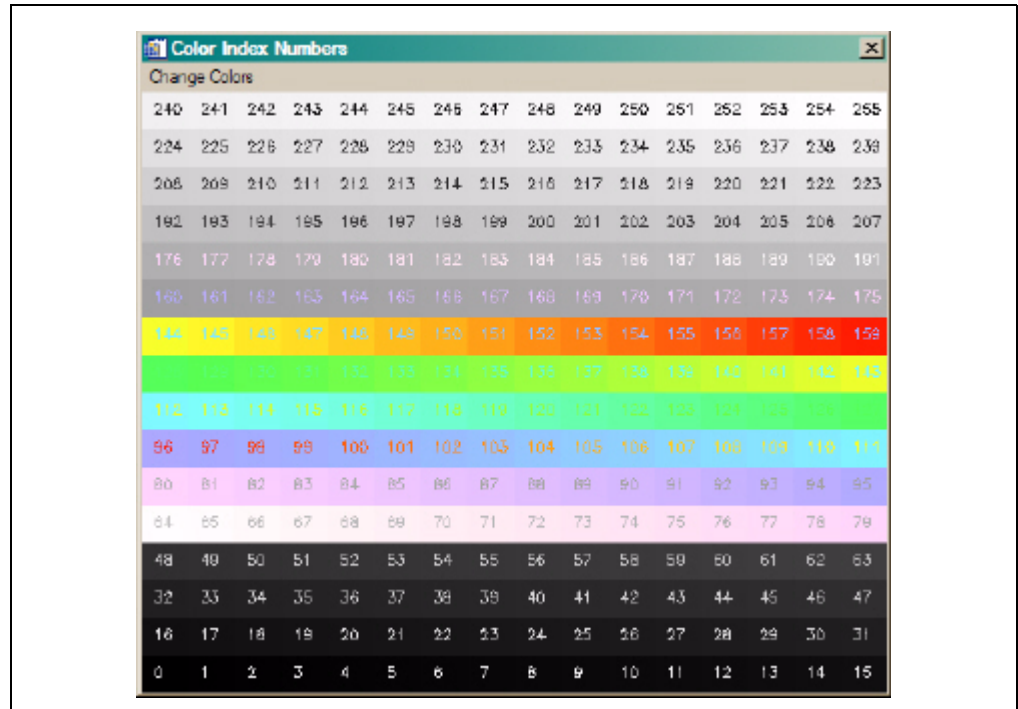 Color Index Numbers
Change Colors
240 241 242 243 244 245 246 247 248 249 250 251 252 253 254 255
224 225 226 227 228 229 230 231 232 233 234 235 236 237 238 239
208 209 210 211 212 213 214 215 216 217 218 219 220 221 222 223
192 193 194 195 196 197 198 199 200 201 202 203 204 205 206 207
176 177 178 179 180 181 182 183 184 185 186 187 188 189 190 191
160 161 162 163 164 165 166 167 168 169 170 171 172 173 174 175
144 145 146 147 148 149 150 151 152 153 154 155 156 157 158 159
129 130 131 132 133 134 135 136 137 138 139 140 141 142 143
112 113 114 115 116 117 118 119 120 121 122 123 124 125 126
96 97 98 99 100 101 102 103 104 105 106 107 108 109 110 111
80 81 82 83 84 85 86 87 88 89 90 91 92 93 94 95
64 65 66 67 68 69 70 71 72 73 74 75 76 77 78 79
48 49 50 51 52 53 54 55 56 57 58 59 60 61 62 63
32 33 34 35 36 37 38 39 40 41 42 43 44 45 46 47
16 17 18 19 20 21 22 23 24 25 26 27 28 29 30 31
0 1 2 3 4 5 6 7 8 9 10 11 12 13 14 15